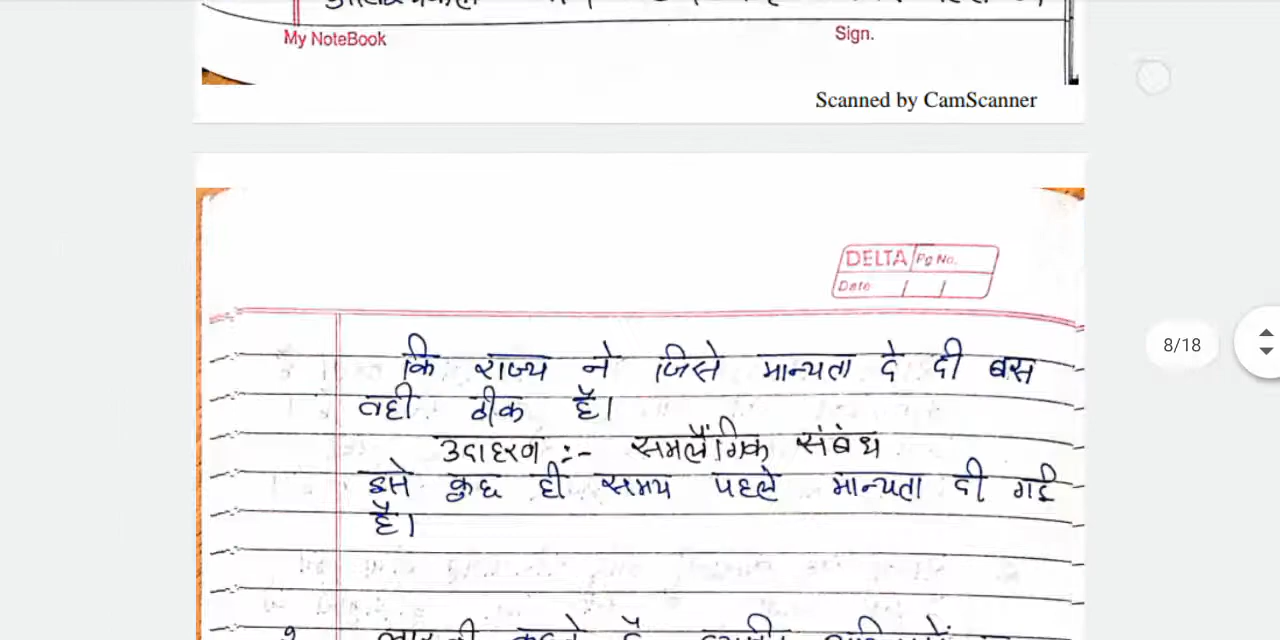 My NoteBook
Sign.
Scanned by CamScanner
DELTA Pg No.
Date / /
8/18
कि राज्य ने जिसे मान्यता दे दी बस
वही ठीक है।
उदाहरण :- समलैंगिक संबंध
इसे कुछ ही समय पहले मान्यता दी गई
है।